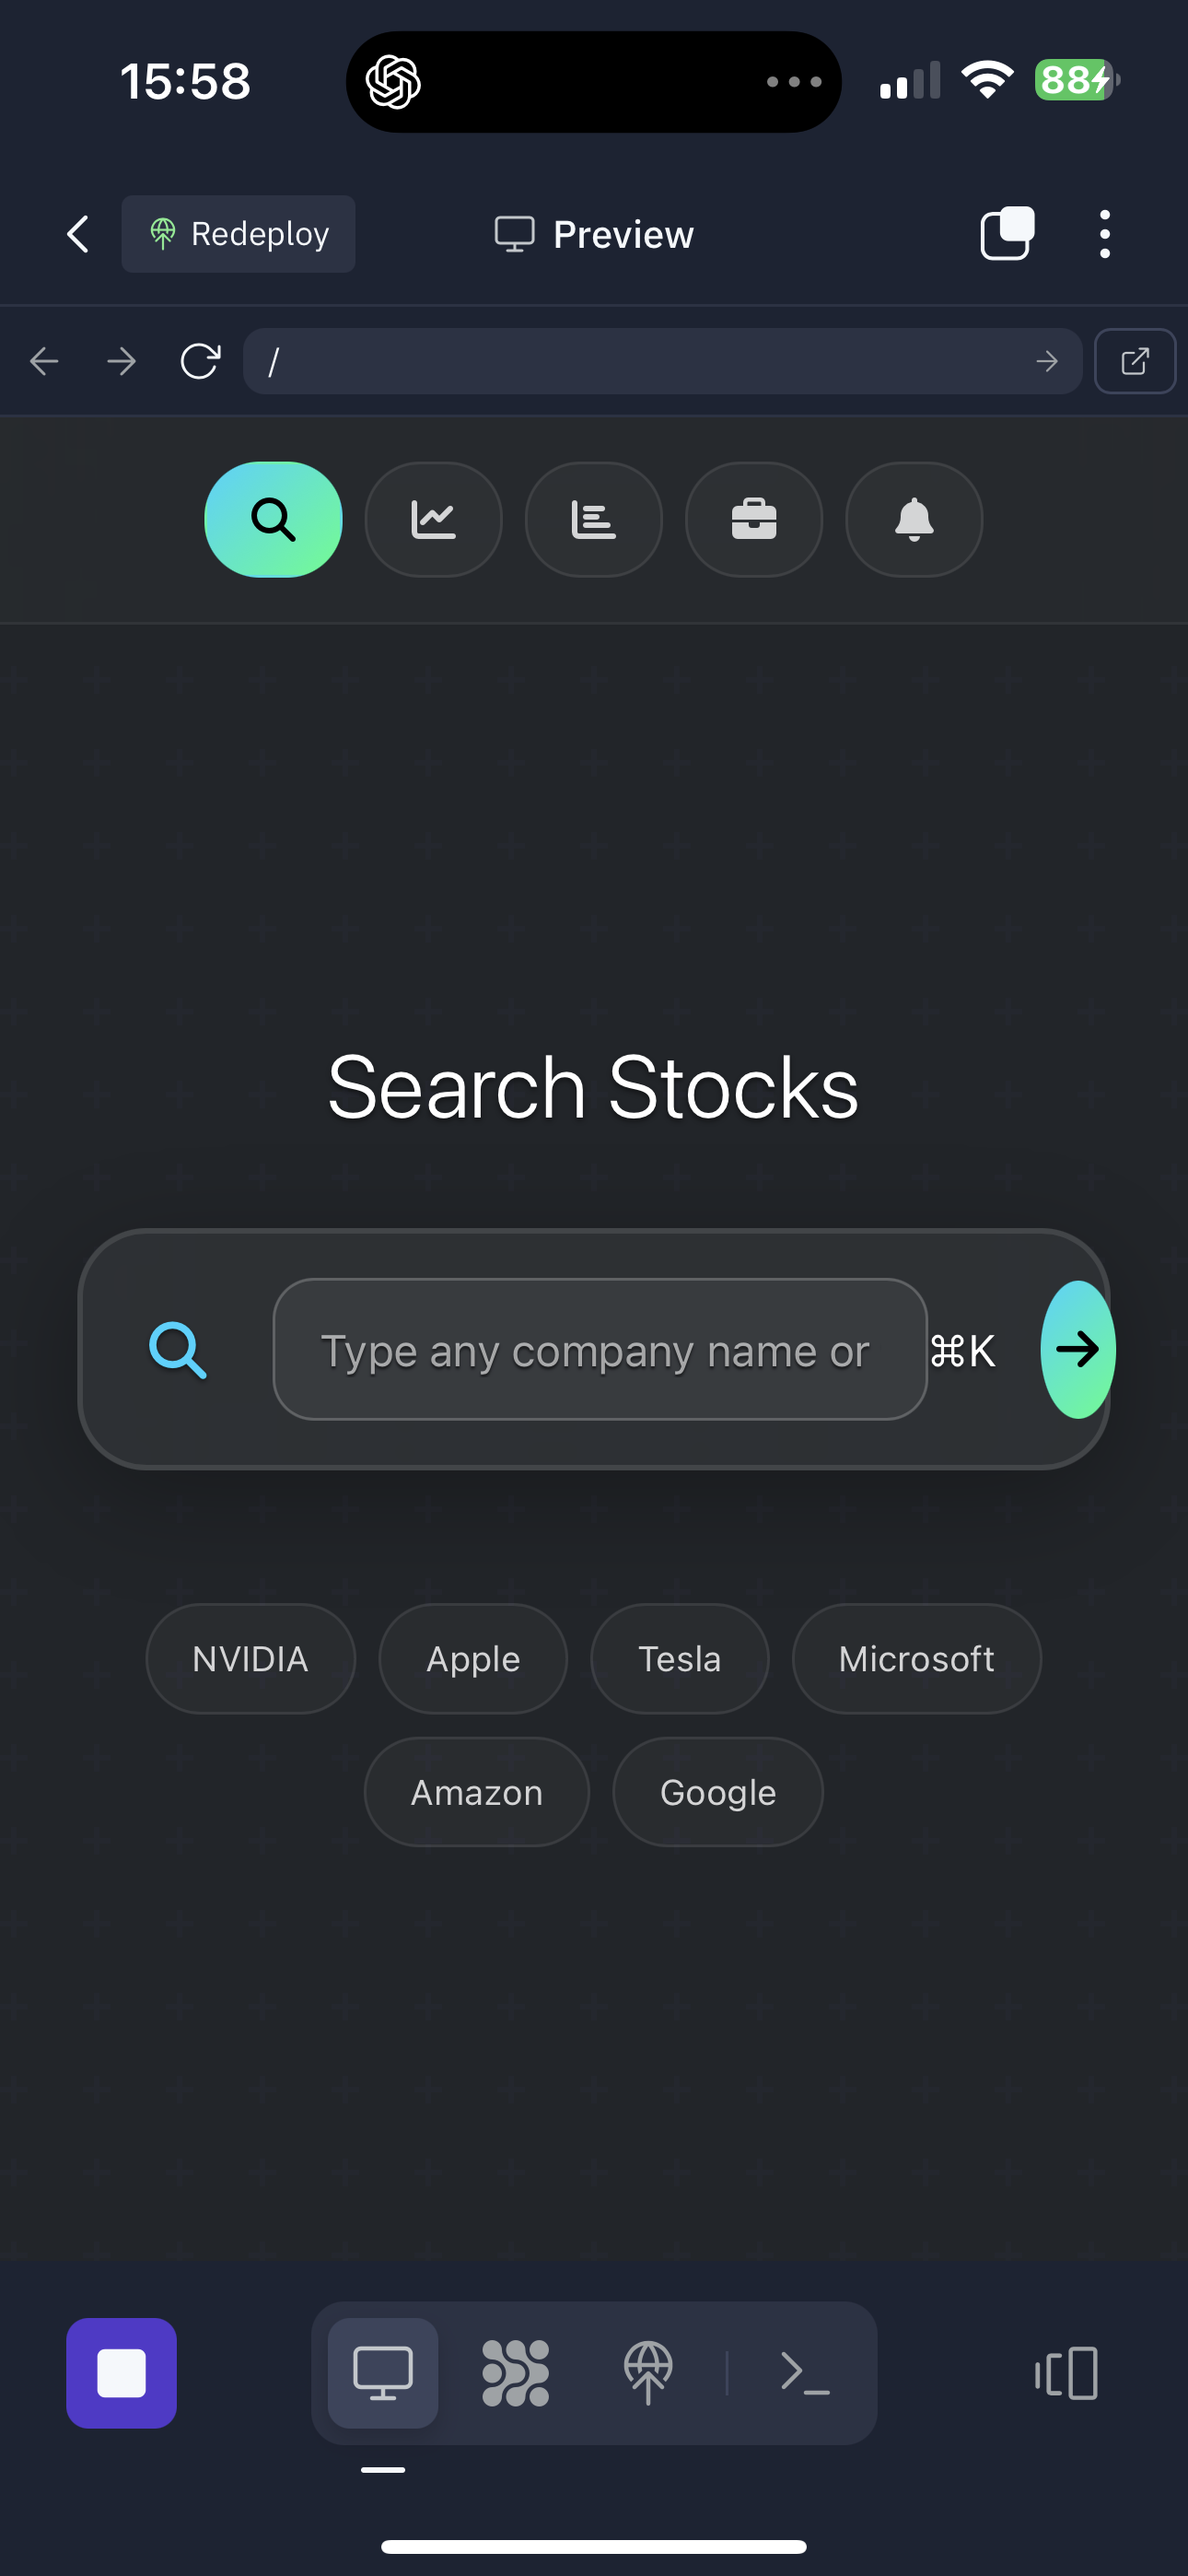 15:58
88
Redeploy
Preview
/
Search Stocks
Type any company name or
⌘K
NVIDIA
Apple
Tesla
Microsoft
Amazon
Google